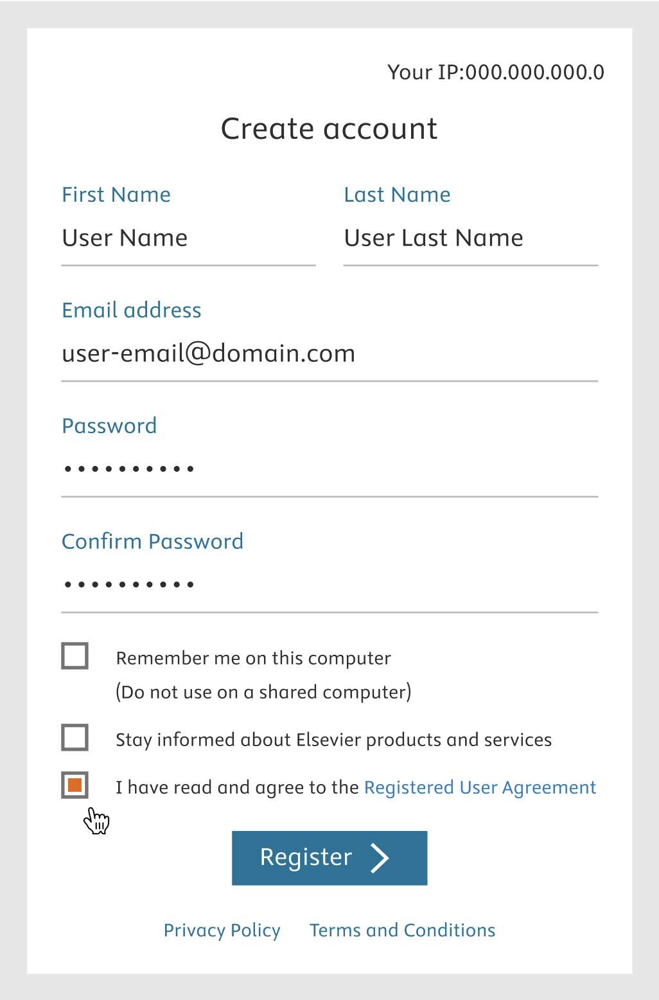 Your IP:000.000.000.0
Create account
First Name Last Name
User Name User Last Name
Email address
user-email@domain.com
Password
••••••••••
Confirm Password
••••••••••
Remember me on this computer
(Do not use on a shared computer)
Stay informed about Elsevier products and services
I have read and agree to the Registered User Agreement
Register
Privacy Policy Terms and Conditions